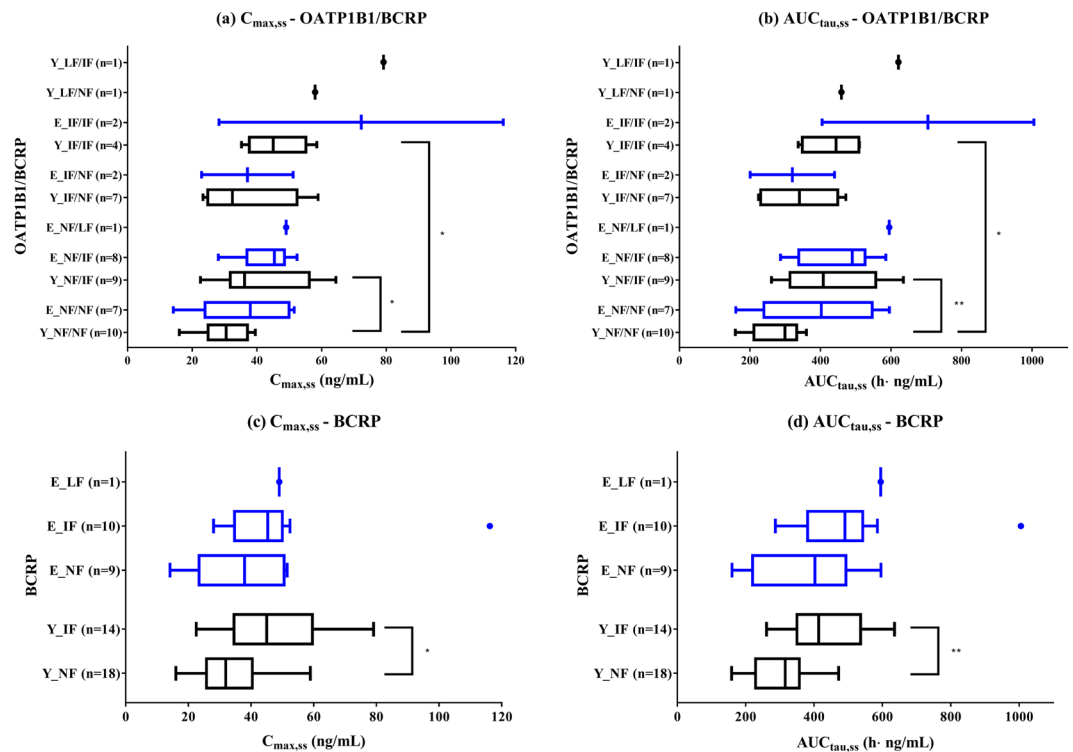 (a) Cmax,ss - OATP1B1/BCRP
OATP1B1/BCRP
Y_LF/IF (n=1)
Y_LF/NF (n=1)
E_IF/IF (n=2)
Y_IF/IF (n=4)
E_IF/NF (n=2)
Y_IF/NF (n=7)
E_NF/LF (n=1)
E_NF/IF (n=8)
Y_NF/IF (n=9)
E_NF/NF (n=7)
Y_NF/NF (n=10)
*
*
0 20 40 60 80 100 120
Cmax,ss (ng/mL)
(b) AUCtau,ss - OATP1B1/BCRP
OATP1B1/BCRP
Y_LF/IF (n=1)
Y_LF/NF (n=1)
E_IF/IF (n=2)
Y_IF/IF (n=4)
E_IF/NF (n=2)
Y_IF/NF (n=7)
E_NF/LF (n=1)
E_NF/IF (n=8)
Y_NF/IF (n=9)
E_NF/NF (n=7)
Y_NF/NF (n=10)
*
**
0 200 400 600 800 1000
AUCtau,ss (h· ng/mL)
(c) Cmax,ss - BCRP
BCRP
E_LF (n=1)
E_IF (n=10)
E_NF (n=9)
Y_IF (n=14)
Y_NF (n=18)
*
0 20 40 60 80 100 120
Cmax,ss (ng/mL)
(d) AUCtau,ss - BCRP
BCRP
E_LF (n=1)
E_IF (n=10)
E_NF (n=9)
Y_IF (n=14)
Y_NF (n=18)
**
200 400 600 800 1000
AUCtau,ss (h· ng/mL)